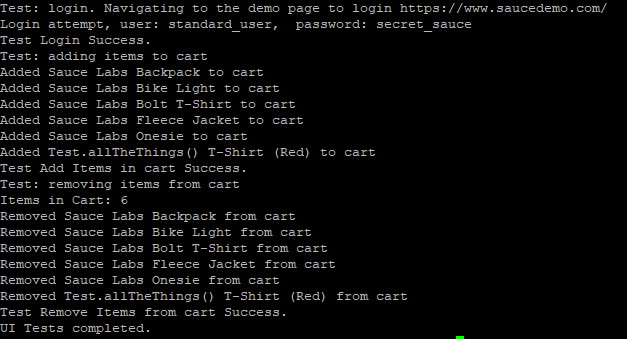 Test: login. Navigating to the demo page to login https://www.saucedemo.com/
Login attempt, user: standard_user,  password: secret_sauce
Test Login Success.
Test: adding items to cart
Added Sauce Labs Backpack to cart
Added Sauce Labs Bike Light to cart
Added Sauce Labs Bolt T-Shirt to cart
Added Sauce Labs Fleece Jacket to cart
Added Sauce Labs Onesie to cart
Added Test.allTheThings() T-Shirt (Red) to cart
Test Add Items in cart Success.
Test: removing items from cart
Items in Cart: 6
Removed Sauce Labs Backpack from cart
Removed Sauce Labs Bike Light from cart
Removed Sauce Labs Bolt T-Shirt from cart
Removed Sauce Labs Fleece Jacket from cart
Removed Sauce Labs Onesie from cart
Removed Test.allTheThings() T-Shirt (Red) from cart
Test Remove Items from cart Success.
UI Tests completed.